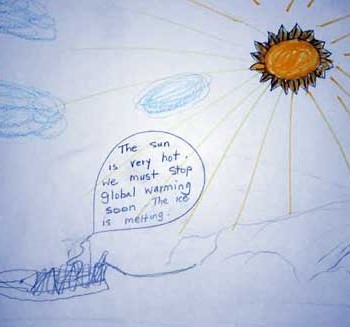 The sun
is very hot.
we must stop
global warming
soon. The ice
is melting.